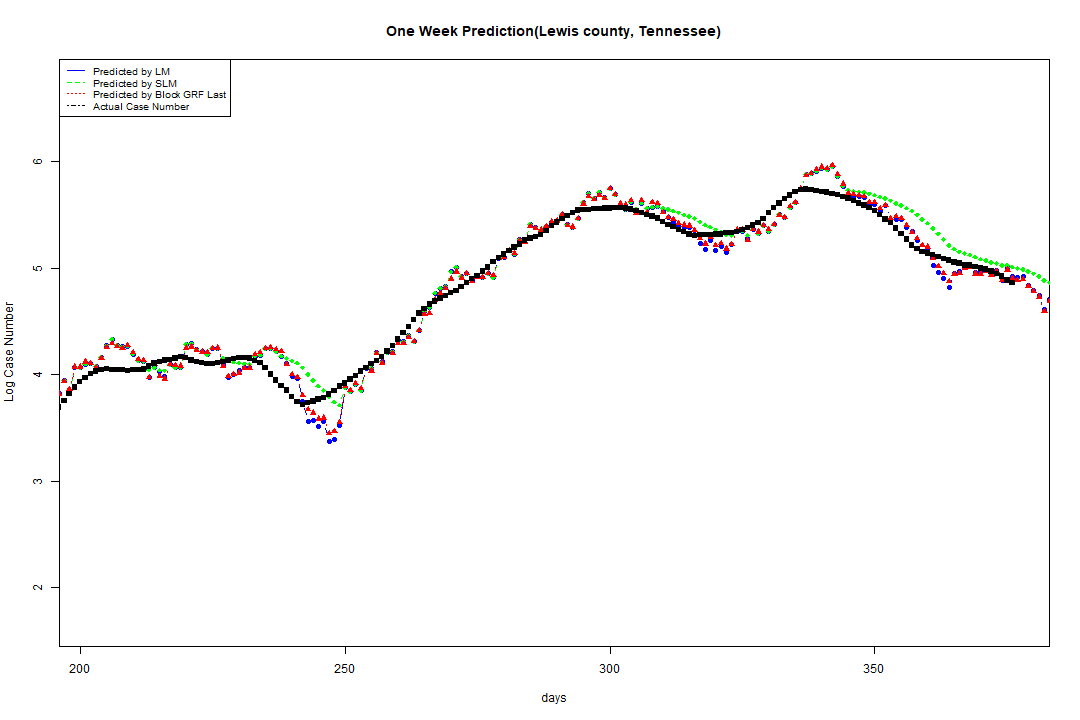 One Week Prediction(Lewis county, Tennessee)
Predicted by LM
Predicted by SLM
Predicted by Block GRF Last
Actual Case Number
6
5
4
3
2
Log Case Number
200 250 300 350
days